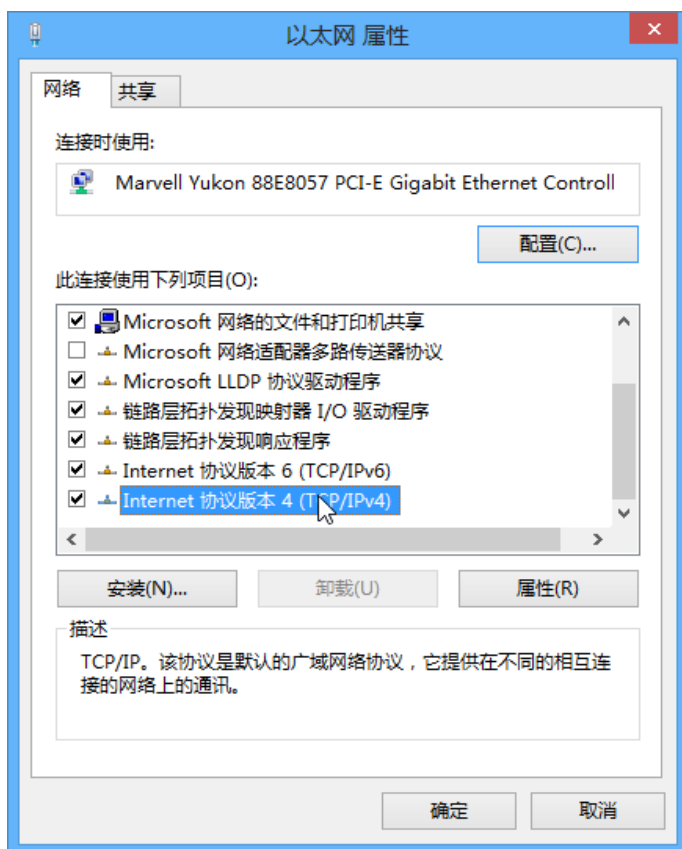 以太网 属性
网络
共享
连接时使用:
Marvell Yukon 88E8057 PCI-E Gigabit Ethernet Controll
配置(C)...
此连接使用下列项目(O):
Microsoft 网络的文件和打印机共享
Microsoft 网络适配器多路传送器协议
Microsoft LLDP 协议驱动程序
链路层拓扑发现映射器 I/O 驱动程序
链路层拓扑发现响应程序
Internet 协议版本 6 (TCP/IPv6)
Internet 协议版本 4 (TCP/IPv4)
安装(N)...
卸载(U)
属性(R)
描述
TCP/IP。该协议是默认的广域网络协议，它提供在不同的相互连
接的网络上的通讯。
确定
取消